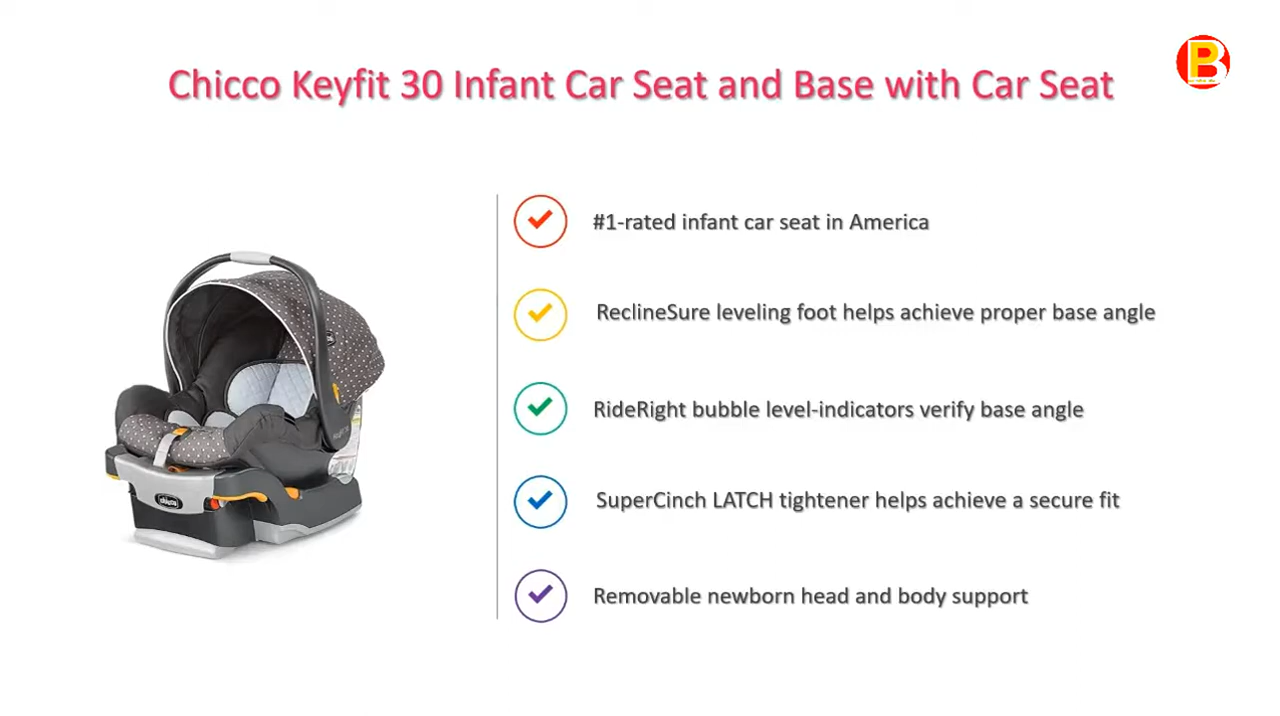 Chicco Keyfit 30 Infant Car Seat and Base with Car Seat
B
#1-rated infant car seat in America
ReclineSure leveling foot helps achieve proper base angle
RideRight bubble level-indicators verify base angle
SuperCinch LATCH tightener helps achieve a secure fit
Removable newborn head and body support
chicco